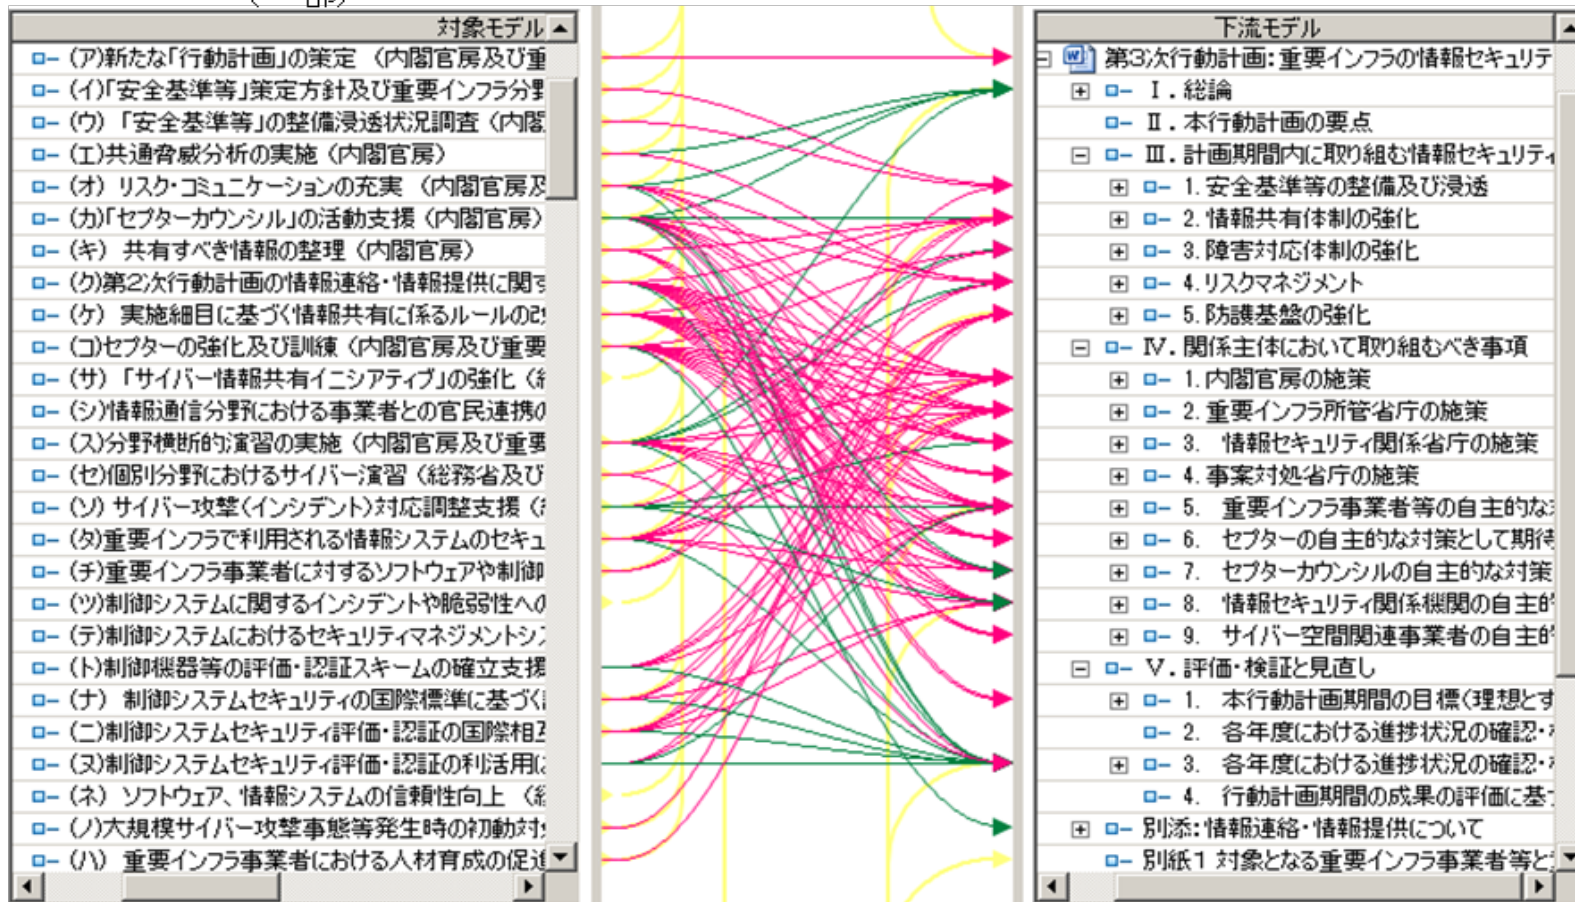 対象モデル
(ア)新たな「行動計画」の策定 (内閣官房及び重
(イ)「安全基準等」策定方針及び重要インフラ分野
(ウ) 「安全基準等」の整備浸透状況調査 (内閣
(エ)共通脅威分析の実施 (内閣官房)
(オ) リスク・コミュニケーションの充実 (内閣官房及
(カ)「セプターカウンシル」の活動支援 (内閣官房)
(キ) 共有すべき情報の整理 (内閣官房)
(ク)第2次行動計画の情報連絡・情報提供に関す
(ケ) 実施細目に基づく情報共有に係るルールの
(コ)セプターの強化及び訓練 (内閣官房及び重要
(サ) 「サイバー情報共有イニシアティブ」の強化 (
(シ)情報通信分野における事業者との官民連携の
(ス)分野横断的演習の実施 (内閣官房及び重要
(セ)個別分野におけるサイバー演習 (総務省及び
(ソ) サイバー攻撃(インシデント)対応調整支援 (
(タ)重要インフラで利用される情報システムのセキュ
(チ)重要インフラ事業者に対するソフトウェアや制御
(ツ)制御システムに関するインシデントや脆弱性への
(テ)制御システムにおけるセキュリティマネジメントシ
(ト)制御機器等の評価・認証スキームの確立支援
(ナ) 制御システムセキュリティの国際標準に基づく
(ニ)制御システムセキュリティ評価・認証の国際相互
(ヌ)制御システムセキュリティ評価・認証の利活用
(ネ) ソフトウェア、情報システムの信頼性向上 (
(ノ)大規模サイバー攻撃事態等発生時の初動対
(ハ) 重要インフラ事業者における人材育成の促進
下流モデル
第3次行動計画:重要インフラの情報セキュリテ
Ⅰ.総論
Ⅱ.本行動計画の要点
Ⅲ.計画期間内に取り組む情報セキュリティ
1.安全基準等の整備及び浸透
2.情報共有体制の強化
3.障害対応体制の強化
4.リスクマネジメント
5.防護基盤の強化
Ⅳ.関係主体において取り組むべき事項
1.内閣官房の施策
2.重要インフラ所管省庁の施策
3. 情報セキュリティ関係省庁の施策
4.事案対処省庁の施策
5. 重要インフラ事業者等の自主的な
6. セプターの自主的な対策として期待
7. セプターカウンシルの自主的な対策
8. 情報セキュリティ関係機関の自主的
9. サイバー空間関連事業者の自主的
Ⅴ.評価・検証と見直し
1. 本行動計画期間の目標(理想とす
2. 各年度における進捗状況の確認・
3. 各年度における進捗状況の確認・
4. 行動計画期間の成果の評価に基
別添:情報連絡・情報提供について
別紙1 対象となる重要インフラ事業者等と